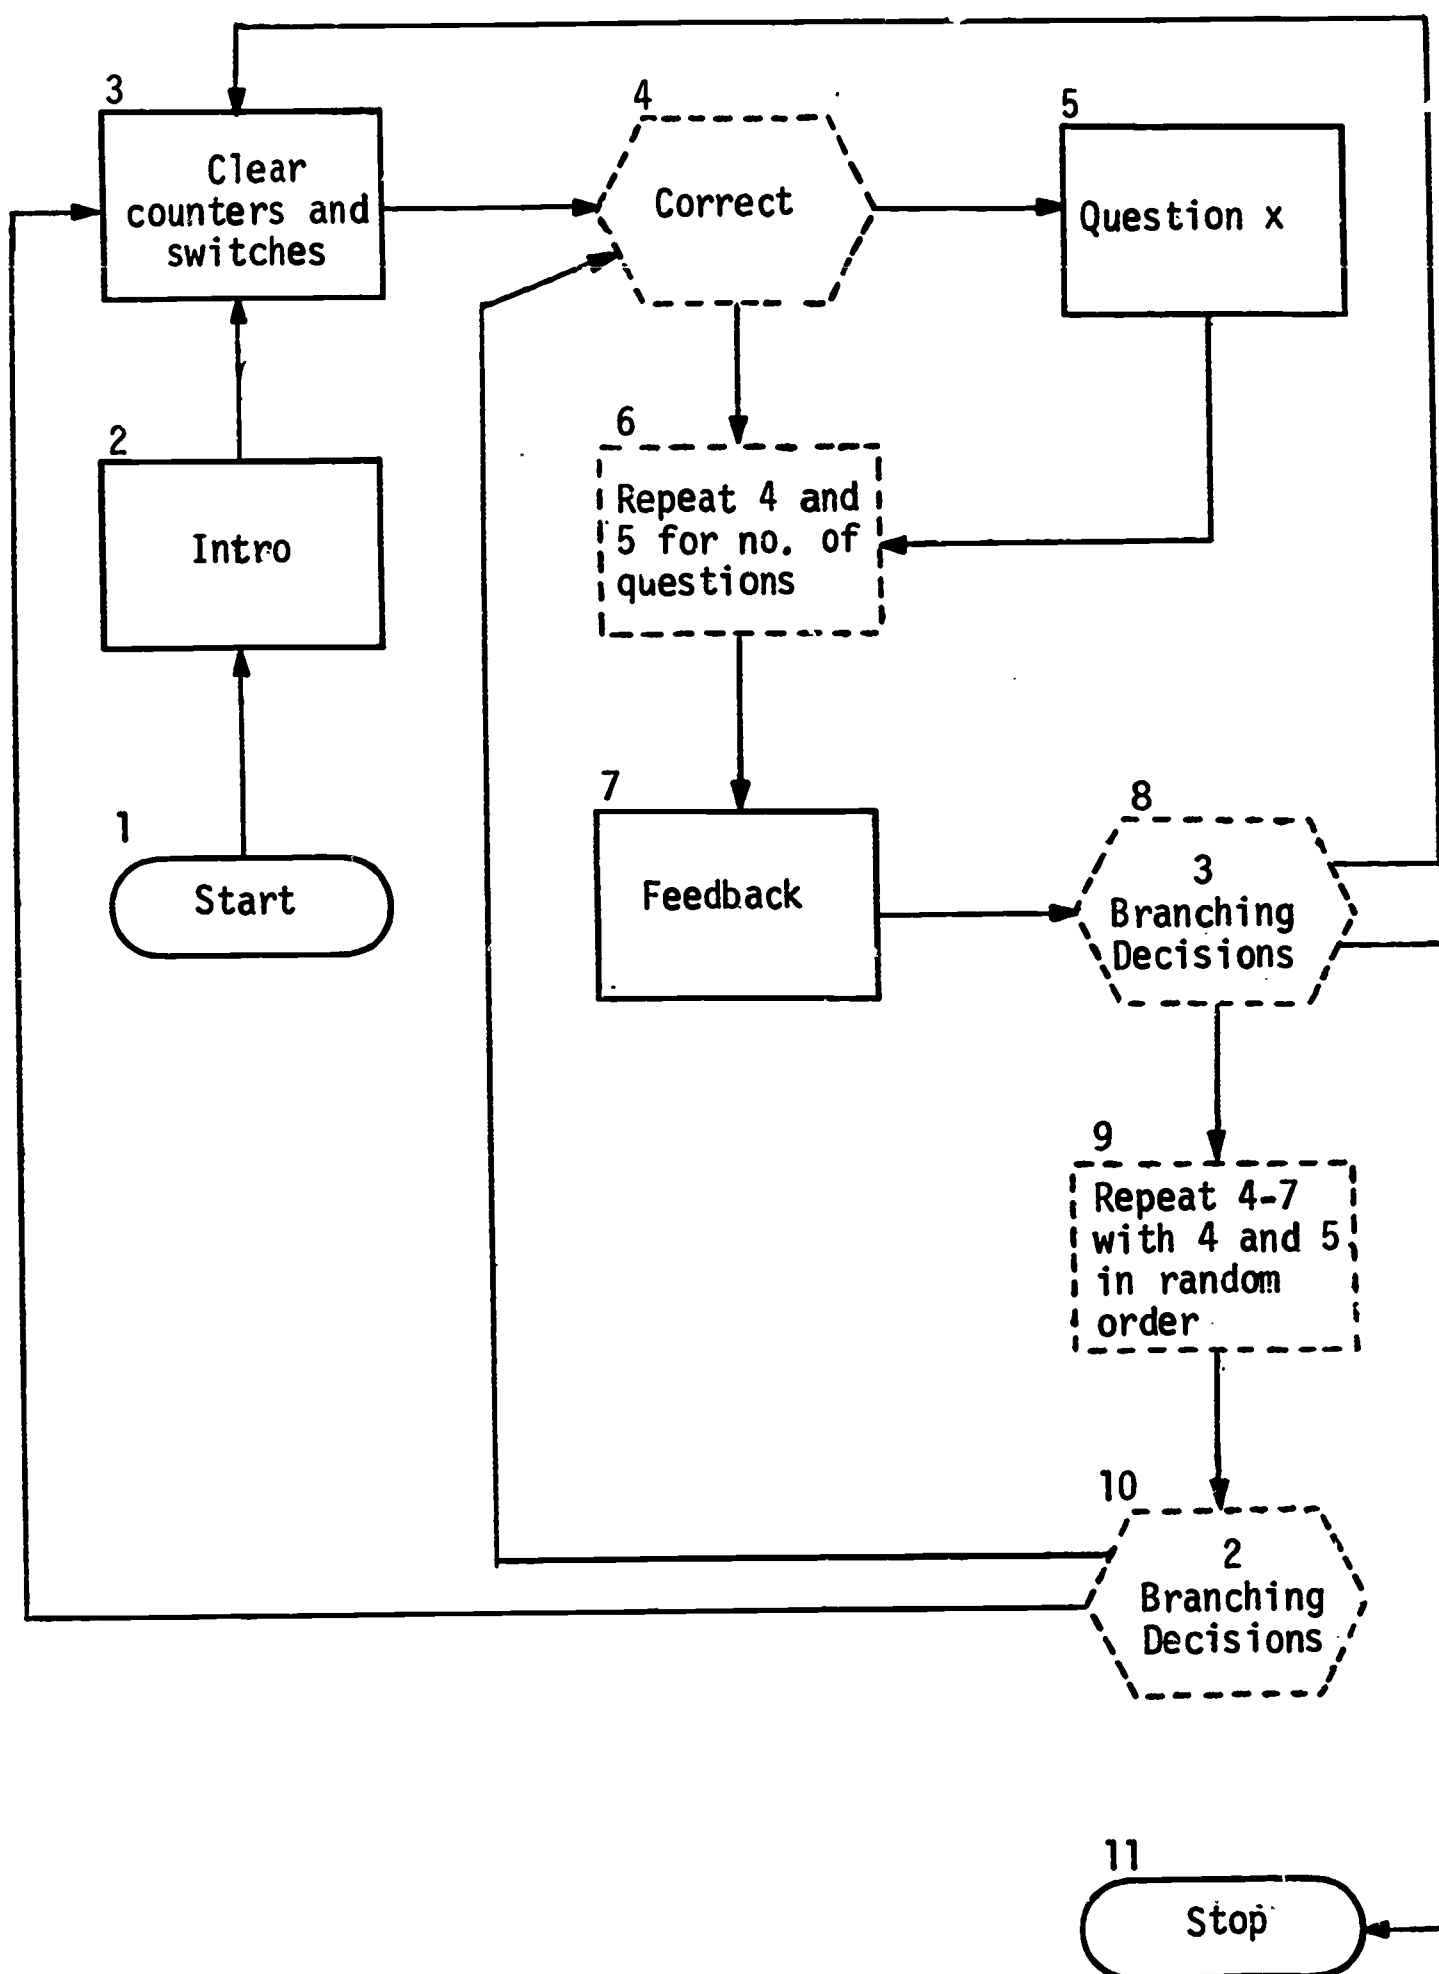 3
Clear
counters and
switches
4
Correct
5
Question x
2
Intro
6
Repeat 4 and
5 for no. of
questions
1
Start
7
Feedback
8
3
Branching
Decisions
9
Repeat 4-7
with 4 and 5
in random
order
10
2
Branching
Decisions
11
Stop